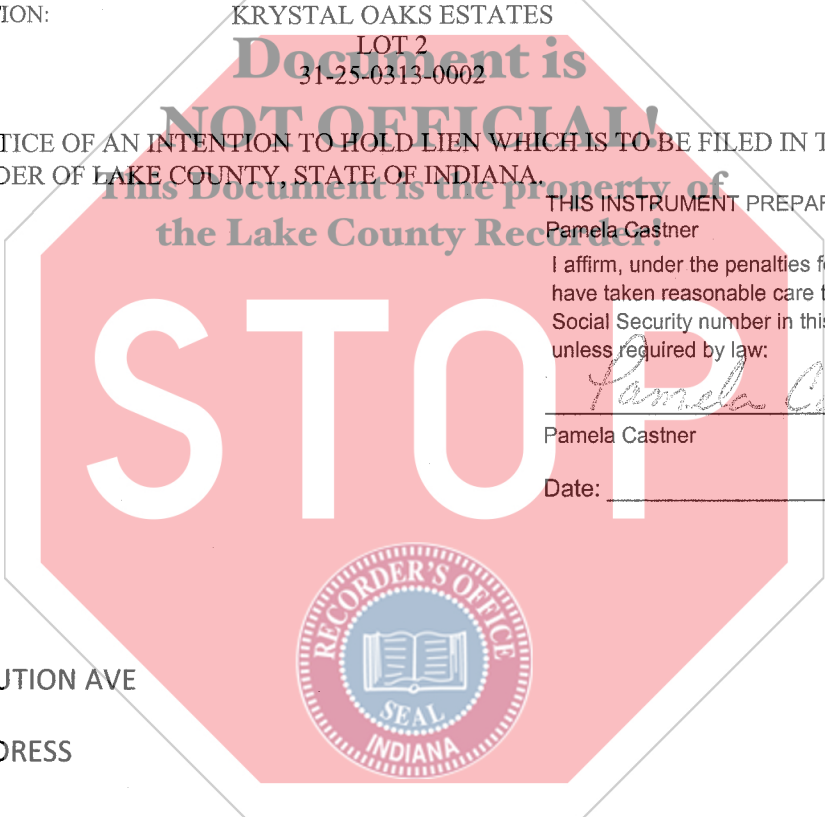 TION: KRYSTAL OAKS ESTATES
LOT 2
Document is
31-25-0313-0002
NOT OFFICIAL!
TICE OF AN INTENTION TO HOLD LIEN WHICH IS TO BE FILED IN T
DER OF LAKE COUNTY, STATE OF INDIANA.
This Document is the property of
the Lake County Recorder!
THIS INSTRUMENT PREPAR
Pamela Castner
I affirm, under the penalties f
have taken reasonable care t
Social Security number in this
unless required by law:
Pamela C
Pamela Castner
Date:
STOP
RECORDER'S OFFICE
SEAL
INDIANA
UTION AVE
DRESS